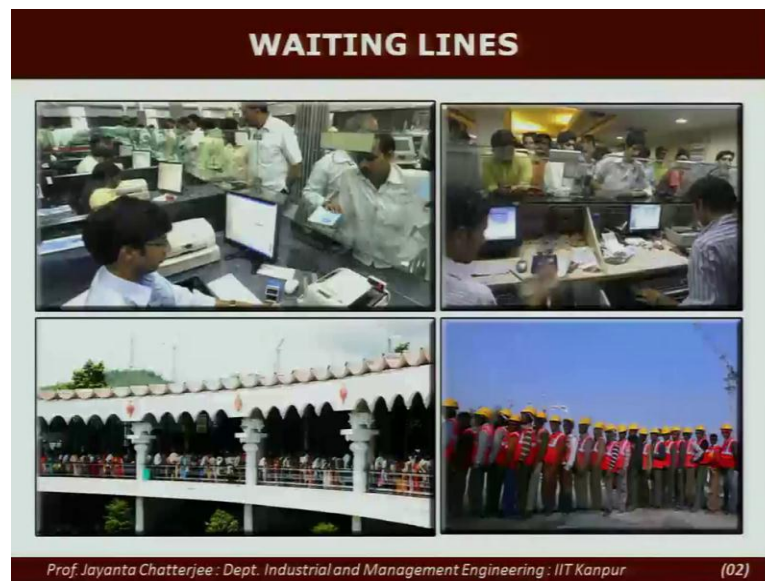 WAITING LINES
Prof. Jayanta Chatterjee : Dept. Industrial and Management Engineering : IIT Kanpur (02)